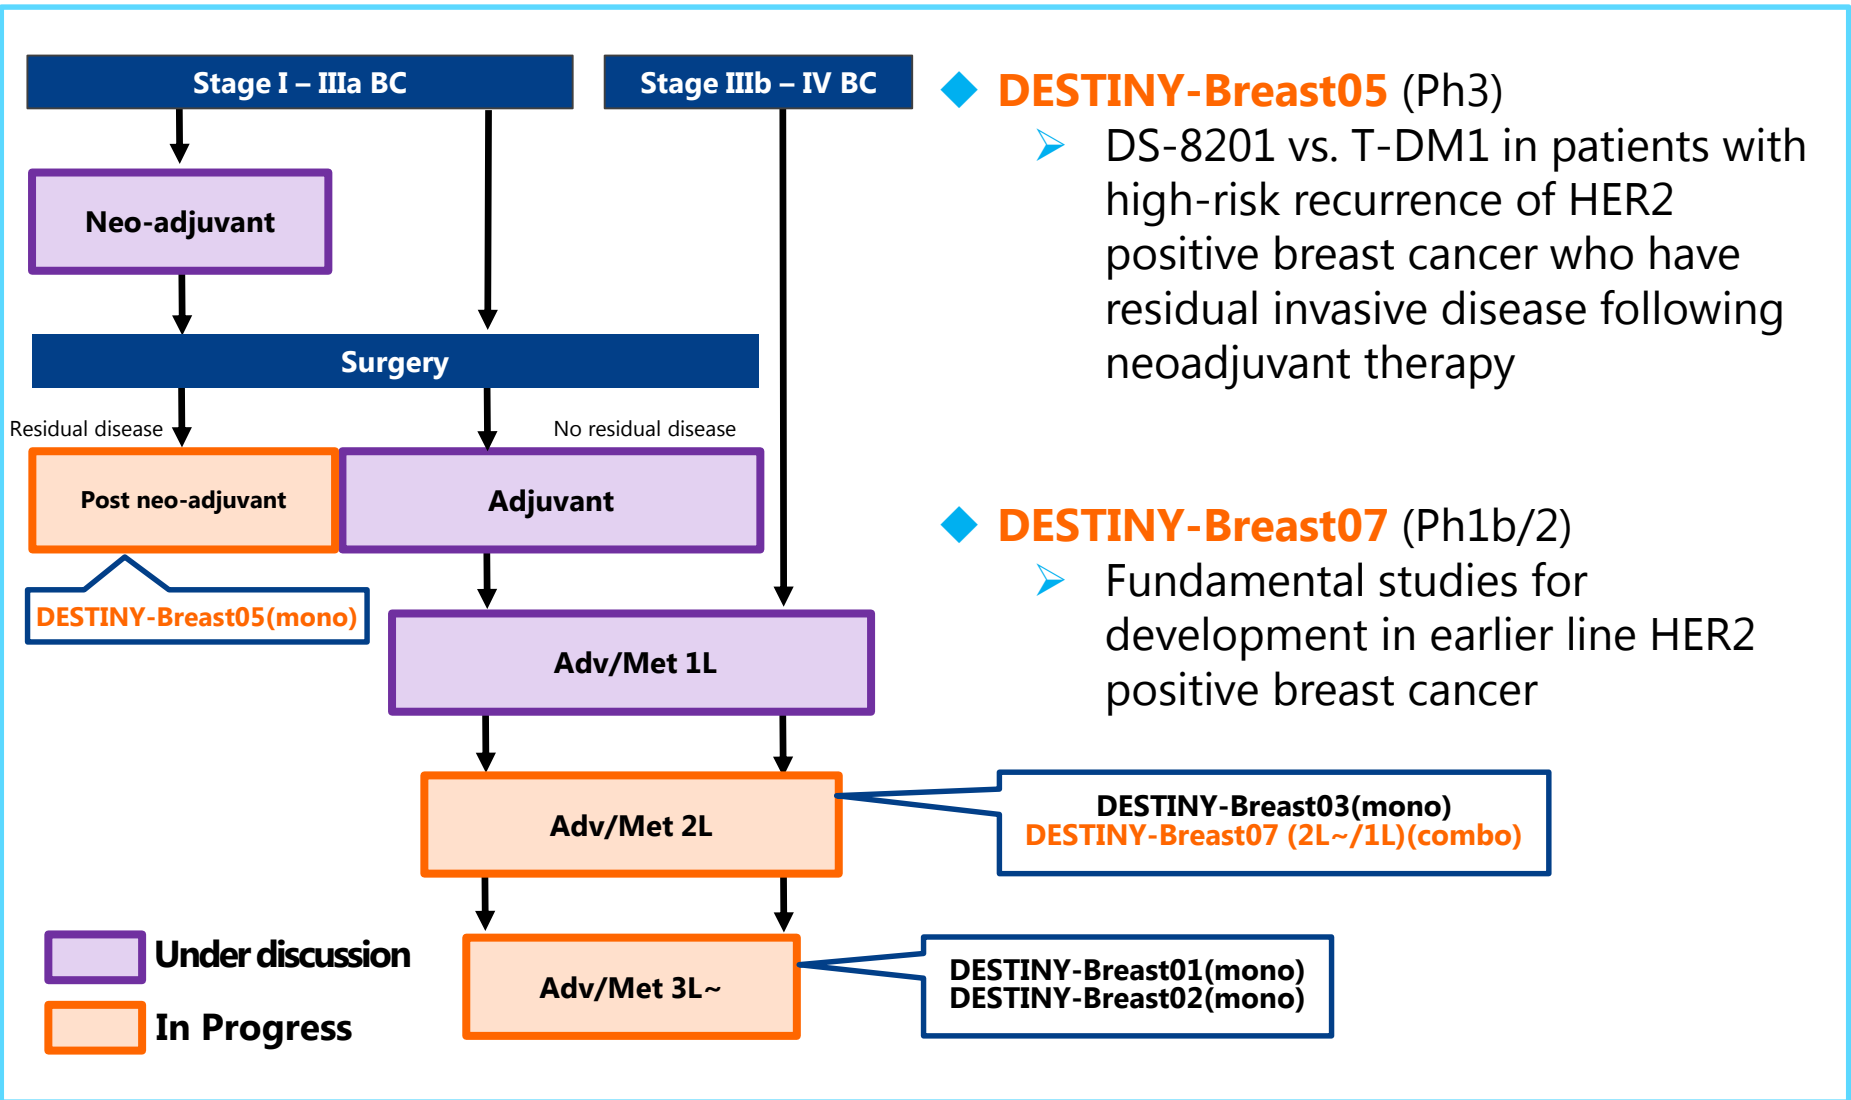 Stage I – IIIa BC
Stage IIIb – IV BC
Neo-adjuvant
Surgery
Residual disease
No residual disease
Post neo-adjuvant
Adjuvant
DESTINY-Breast05(mono)
Adv/Met 1L
Adv/Met 2L
DESTINY-Breast03(mono)
DESTINY-Breast07 (2L~/1L)(combo)
Adv/Met 3L~
DESTINY-Breast01(mono)
DESTINY-Breast02(mono)
Under discussion
In Progress
DESTINY-Breast05 (Ph3)
DS-8201 vs. T-DM1 in patients with
high-risk recurrence of HER2
positive breast cancer who have
residual invasive disease following
neoadjuvant therapy
DESTINY-Breast07 (Ph1b/2)
Fundamental studies for
development in earlier line HER2
positive breast cancer